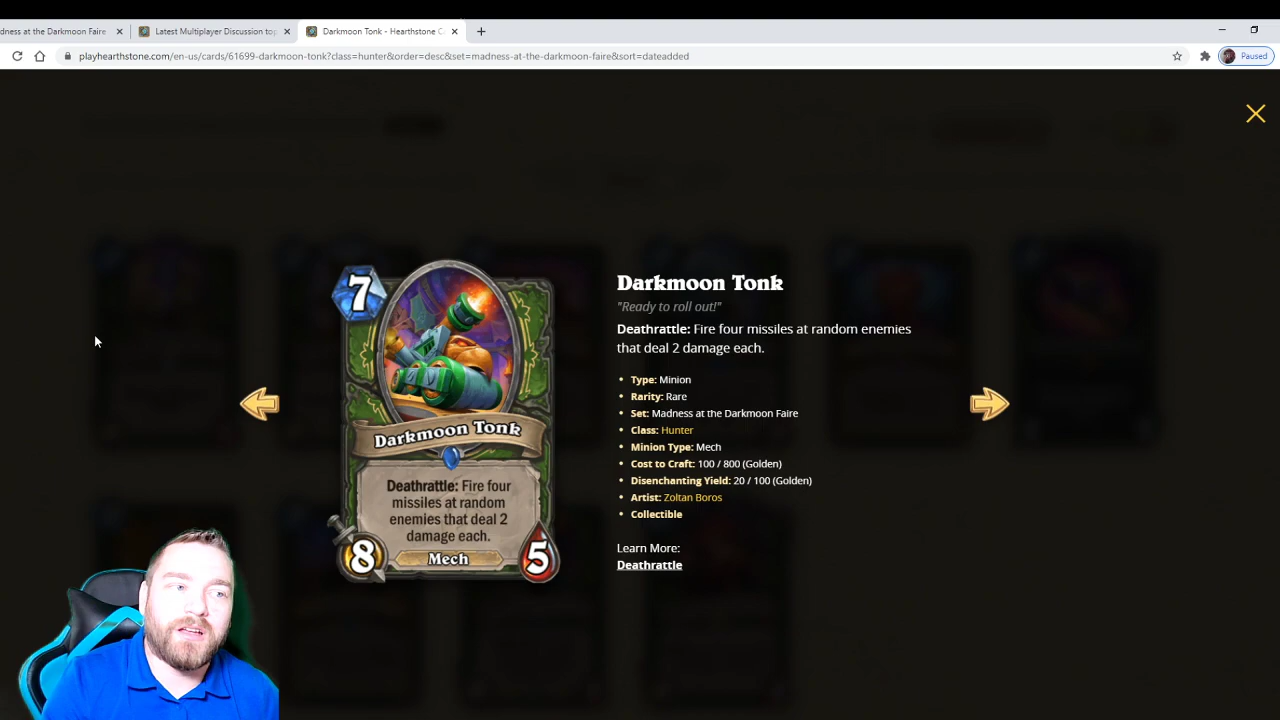 dness at the Darkmoon Faire
Latest Multiplayer Discussion top
Darkmoon Tonk - Hearthstone C
playhearthstone.com/en-us/cards/61699-darkmoon-tonk?class=hunter&order=desc&set=madness-at-the-darkmoon-faire&sort=dateadded
Paused
7
Darkmoon Tonk
Deathrattle: Fire four
missiles at random
enemies that deal 2
damage each.
8
Mech
5
Darkmoon Tonk
"Ready to roll out!"
Deathrattle: Fire four missiles at random enemies
that deal 2 damage each.
• Type: Minion
• Rarity: Rare
• Set: Madness at the Darkmoon Faire
• Class: Hunter
• Minion Type: Mech
• Cost to Craft: 100 / 800 (Golden)
• Disenchanting Yield: 20 / 100 (Golden)
• Artist: Zoltan Boros
• Collectible
Learn More:
Deathrattle